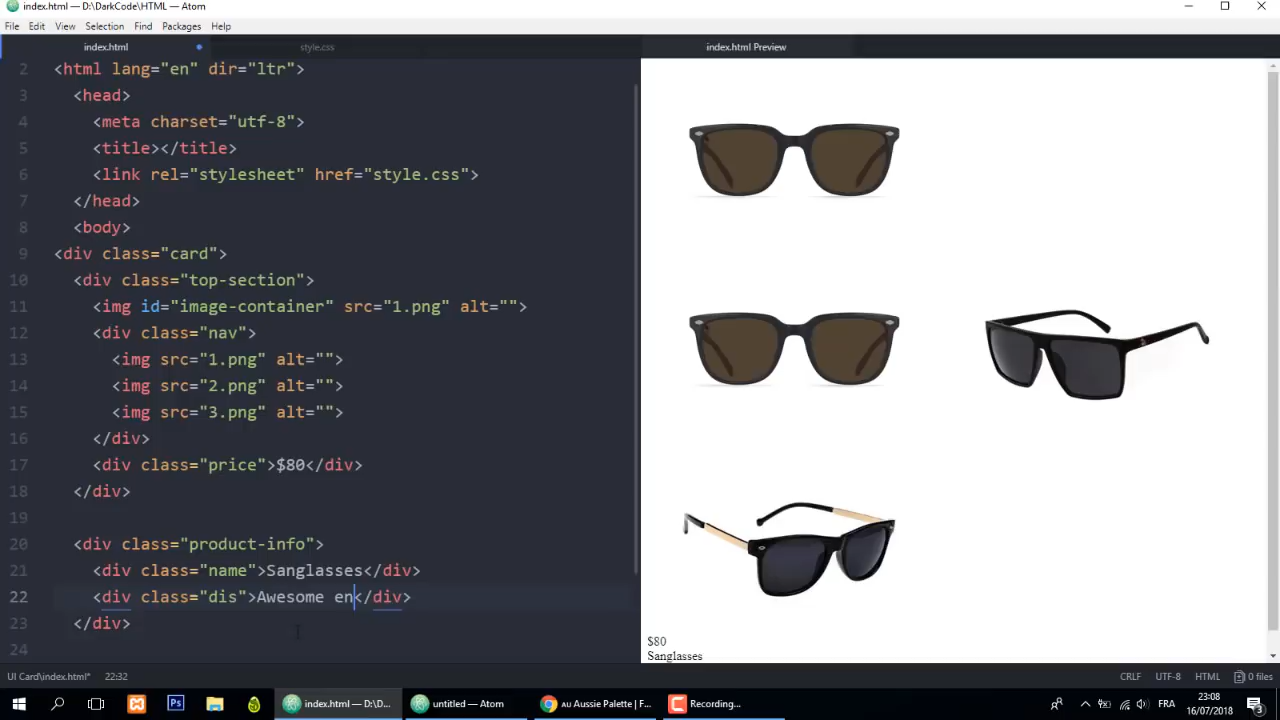 index.html — D:\DarkCode\HTML — Atom
File Edit View Selection Find Packages Help
index.html style.css index.html Preview
2 <html lang="en" dir="ltr">
3 <head>
4 <meta charset="utf-8">
5 <title></title>
6 <link rel="stylesheet" href="style.css">
7 </head>
8 <body>
9 <div class="card">
10 <div class="top-section">
11 <img id="image-container" src="1.png" alt="">
12 <div class="nav">
13 <img src="1.png" alt="">
14 <img src="2.png" alt="">
15 <img src="3.png" alt="">
16 </div>
17 <div class="price">$80</div>
18 </div>
19
20 <div class="product-info">
21 <div class="name">Sanglasses</div>
22 <div class="dis">Awesome en</div>
23 </div>
24
$80
Sanglasses
UI Card\index.html* 22:32 CRLF UTF-8 HTML 0 files
index.html — D:\D... untitled — Atom AU Aussie Palette | F... Recording... FRA 23:08
16/07/2018
3